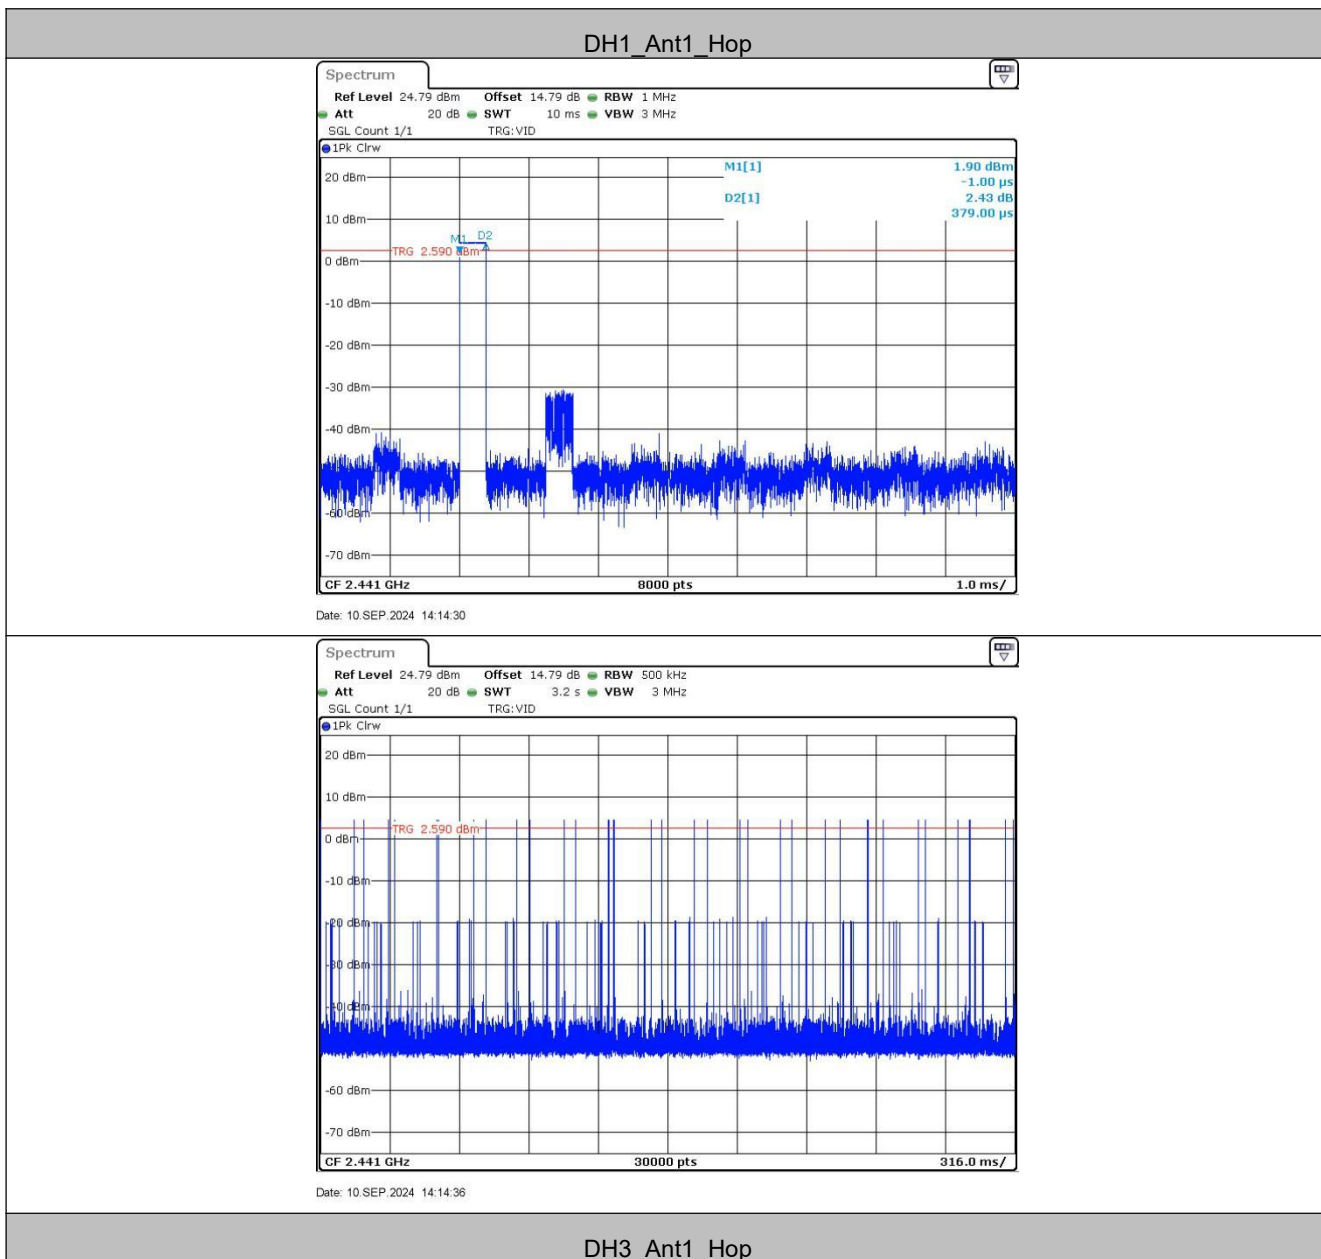 DH1_Ant1_Hop
Spectrum
Ref Level 24.79 dBm Offset 14.79 dB RBW 1 MHz
Att 20 dB SWT 10 ms VBW 3 MHz
SGL Count 1/1 TRG:VID
1Pk Clrw
M1[1] 1.90 dBm
-1.00 µs
D2[1] 2.43 dB
379.00 µs
20 dBm
10 dBm
M1 D2
TRG 2.590 dBm
0 dBm
-10 dBm
-20 dBm
-30 dBm
-40 dBm
-60 dBm
-70 dBm
CF 2.441 GHz 8000 pts 1.0 ms/
Date: 10.SEP.2024 14:14:30
Spectrum
Ref Level 24.79 dBm Offset 14.79 dB RBW 500 kHz
Att 20 dB SWT 3.2 s VBW 3 MHz
SGL Count 1/1 TRG:VID
1Pk Clrw
20 dBm
10 dBm
TRG 2.590 dBm
0 dBm
-10 dBm
-20 dBm
-30 dBm
-40 dBm
-60 dBm
-70 dBm
CF 2.441 GHz 30000 pts 316.0 ms/
Date: 10.SEP.2024 14:14:36
DH3_Ant1_Hop